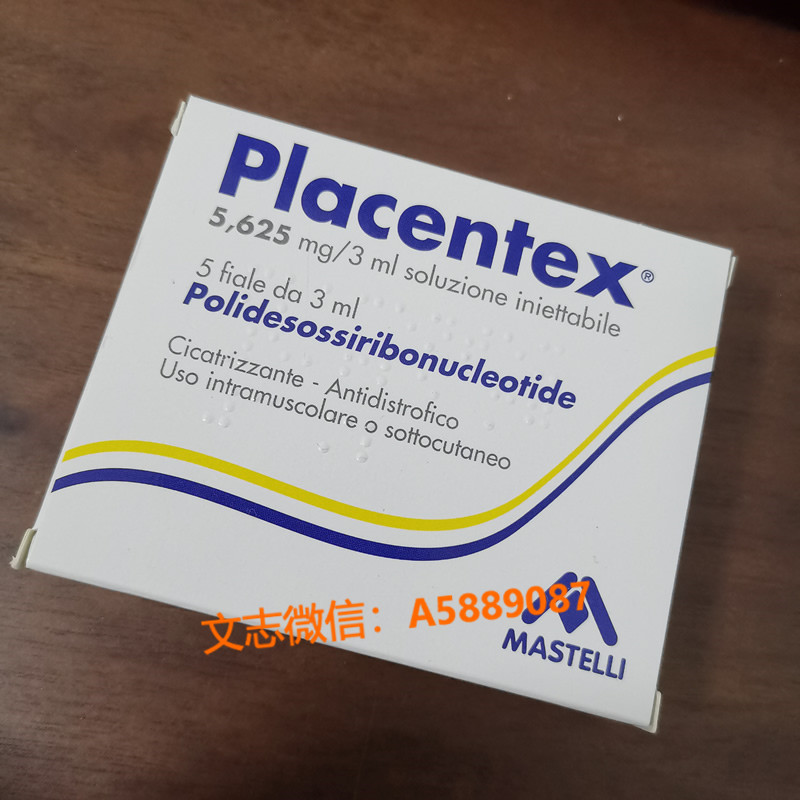 Placentex®
5,625 mg/3 ml soluzione iniettabile
5 fiale da 3 ml
Polidesossiribonucleotide
Cicatrizzante - Antidistrofico
Uso intramuscolare o sottocutaneo
文志微信：A5889087
MASTELLI